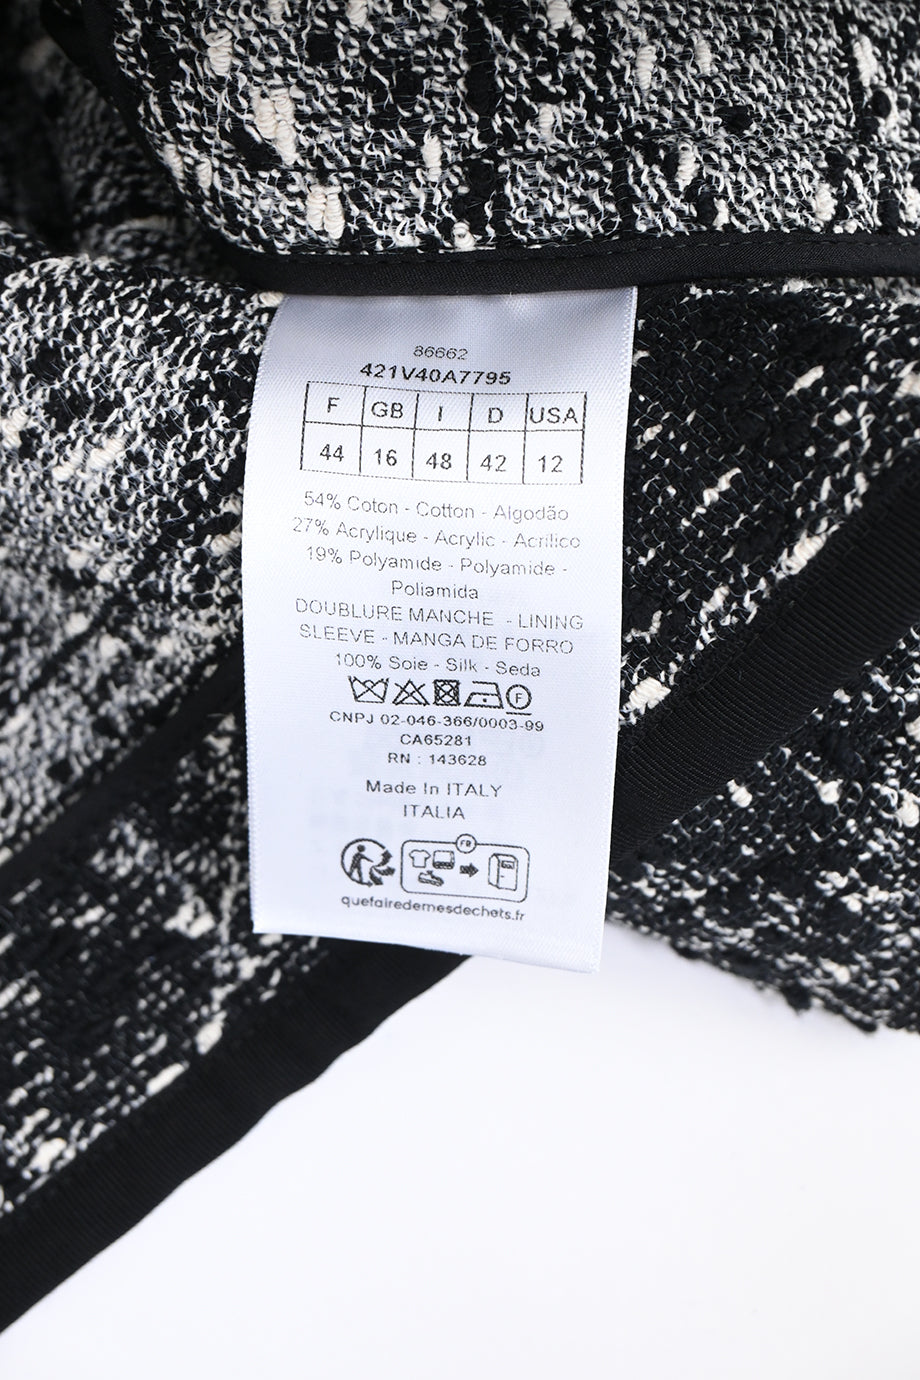 86662
421V40A7795
F GB I D USA
44 16 48 42 12
54% Coton - Cotton - Algodão
27% Acrylique - Acrylic - Acrílico
19% Polyamide - Polyamide -
Poliamida
DOUBLURE MANCHE - LINING
SLEEVE - MANGA DE FORRO
100% Soie - Silk - Seda
F
CNPJ 02-046-366/0003-99
CA65281
RN : 143628
Made In ITALY
ITALIA
FR
quefairedemesdechets.fr